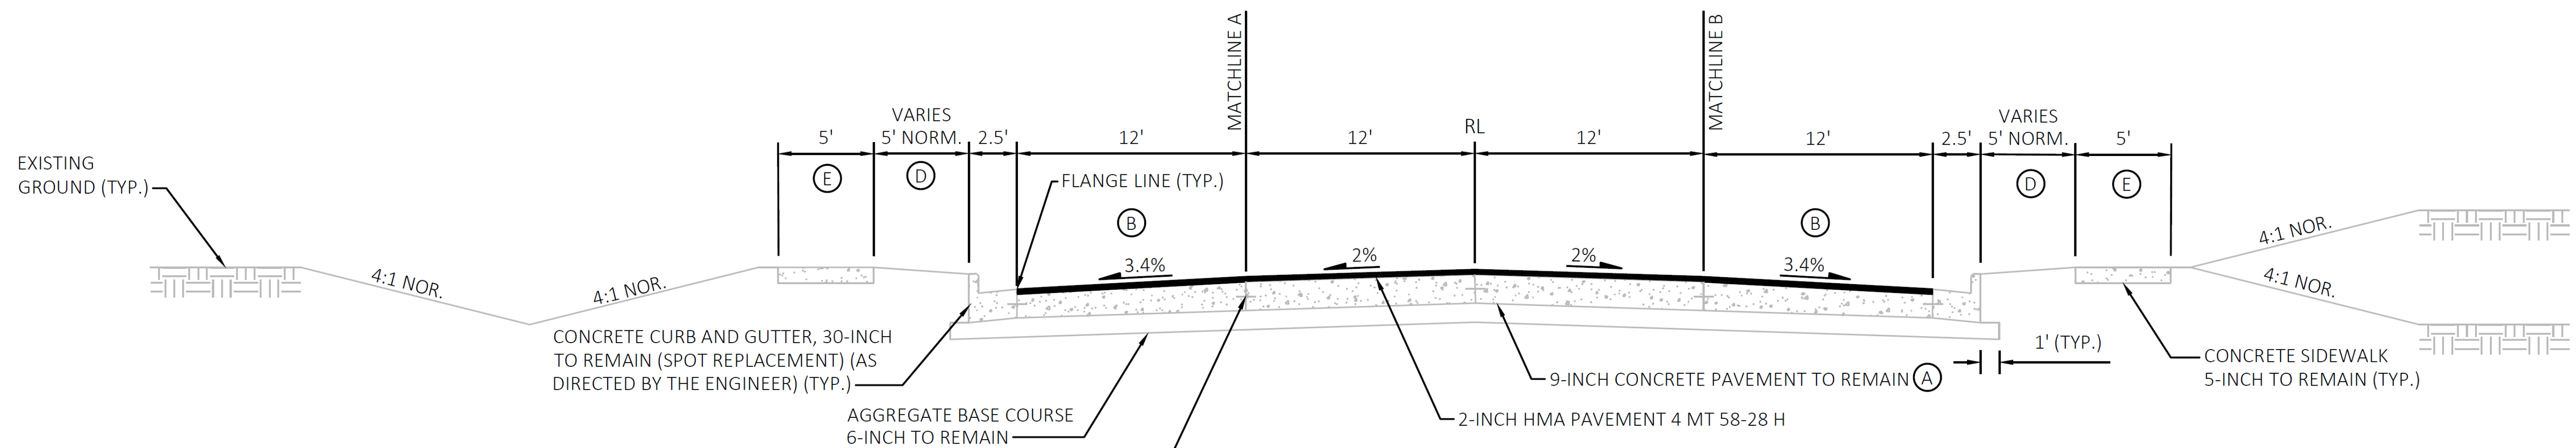 MATCHLINE A
MATCHLINE B
VARIES
5'
5' NORM.
2.5'
12'
12'
RL
12'
12'
2.5'
VARIES
5' NORM.
5'
EXISTING
GROUND (TYP.)
E
D
FLANGE LINE (TYP.)
B
B
D
E
4:1 NOR.
4:1 NOR.
3.4%
2%
2%
3.4%
4:1 NOR.
4:1 NOR.
CONCRETE CURB AND GUTTER, 30-INCH
TO REMAIN (SPOT REPLACEMENT) (AS
DIRECTED BY THE ENGINEER) (TYP.)
AGGREGATE BASE COURSE
6-INCH TO REMAIN
9-INCH CONCRETE PAVEMENT TO REMAIN A
2-INCH HMA PAVEMENT 4 MT 58-28 H
1' (TYP.)
CONCRETE SIDEWALK
5-INCH TO REMAIN (TYP.)